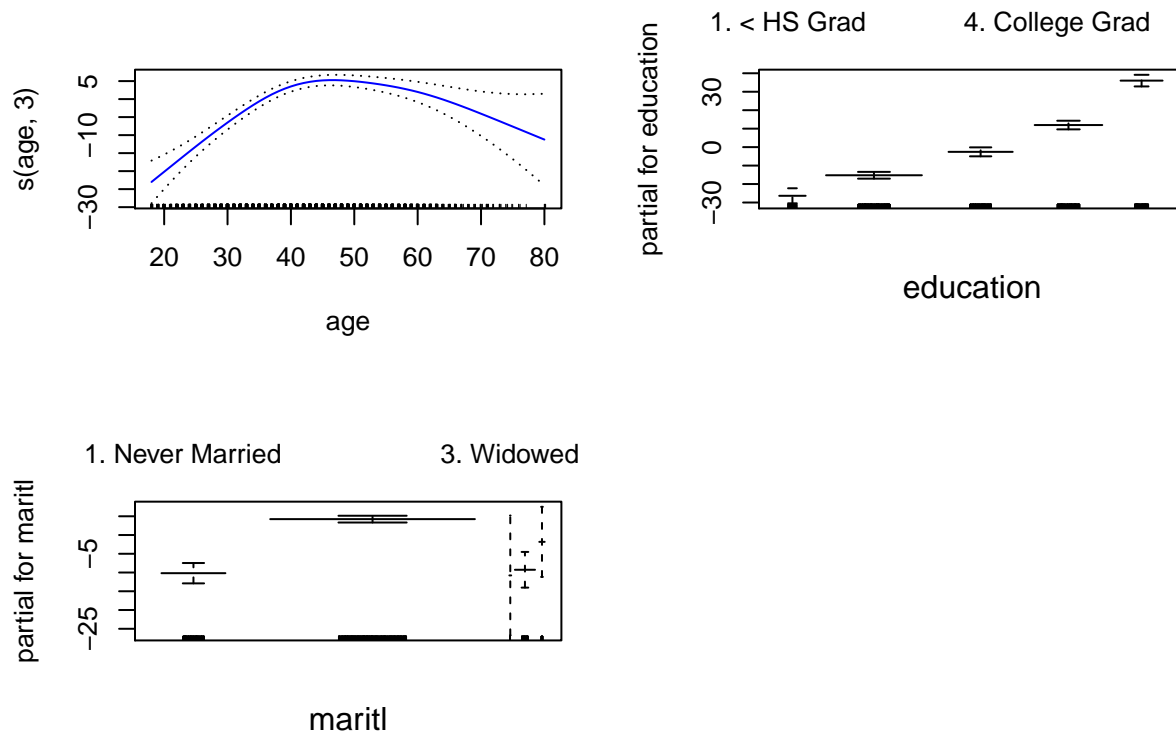 s(age, 3)
5
−10
−30
20 30 40 50 60 70 80
age
1. < HS Grad 4. College Grad
partial for education
30
0
−30
education
1. Never Married 3. Widowed
partial for maritl
−5
−25
maritl